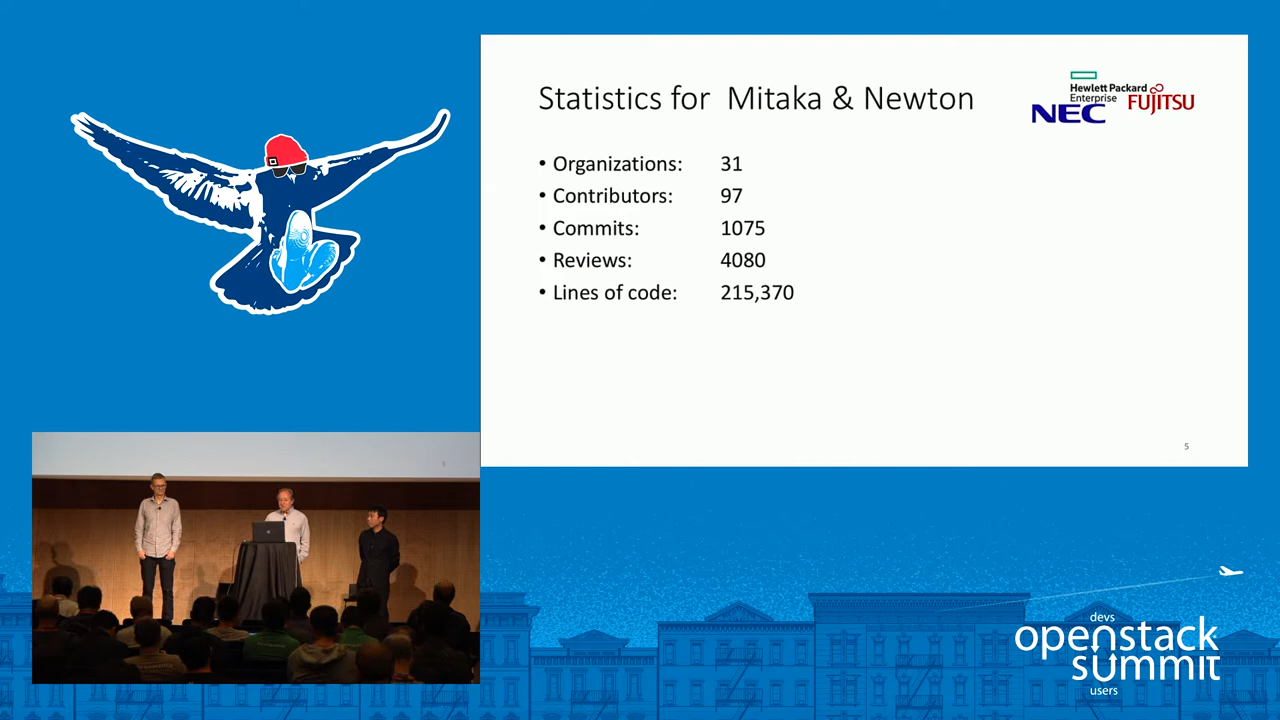 Statistics for Mitaka & Newton
Hewlett Packard
Enterprise
NEC
FUJITSU
• Organizations: 31
• Contributors: 97
• Commits: 1075
• Reviews: 4080
• Lines of code: 215,370
5
devs
openstack
summit
users